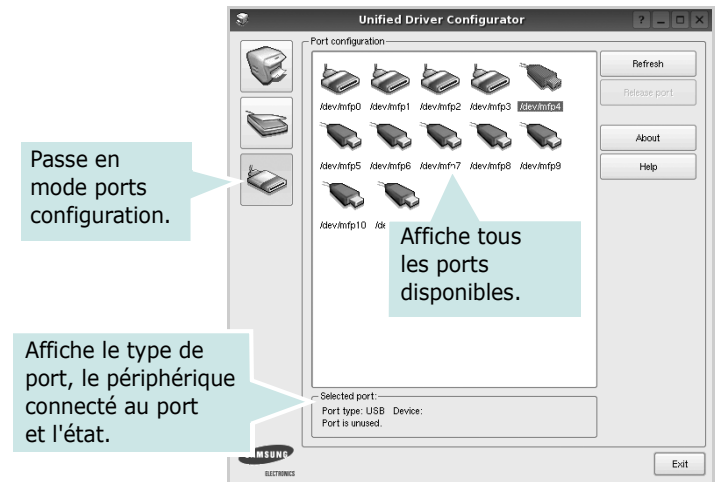 Unified Driver Configurator
Port configuration
Refresh
Release port
About
Help
/dev/mfp0 /dev/mfp1 /dev/mfp2 /dev/mfp3 /dev/mfp4
/dev/mfp5 /dev/mfp6 /dev/mfp7 /dev/mfp8 /dev/mfp9
/dev/mfp10
Passe en
mode ports
configuration.
Affiche tous
les ports
disponibles.
Affiche le type de
port, le périphérique
connecté au port
et l'état.
Selected port:
Port type: USB Device:
Port is unused.
ELECTRONICS
Exit